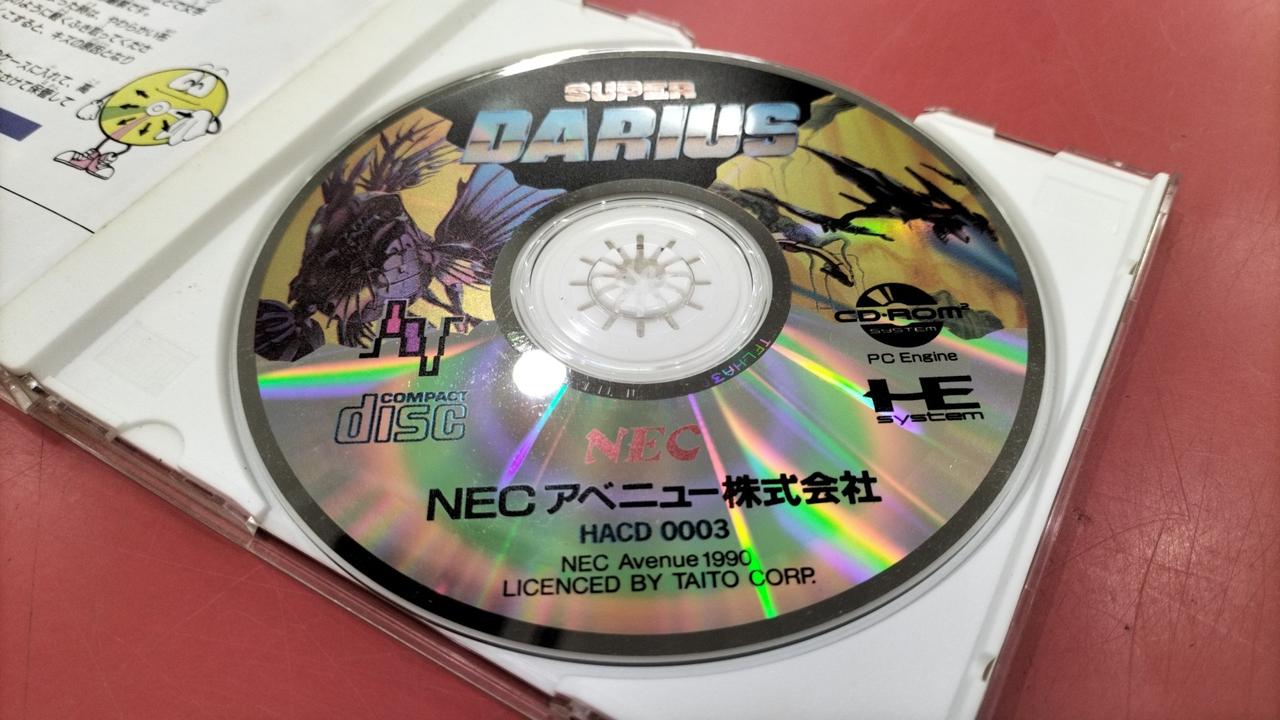 SUPER
DARIUS
CD-ROM²
SYSTEM
PC Engine
HE
system
COMPACT
disc
TFLHA3
NEC
NECアベニュー株式会社
HACD 0003
NEC Avenue 1990
LICENCED BY TAITO CORP.